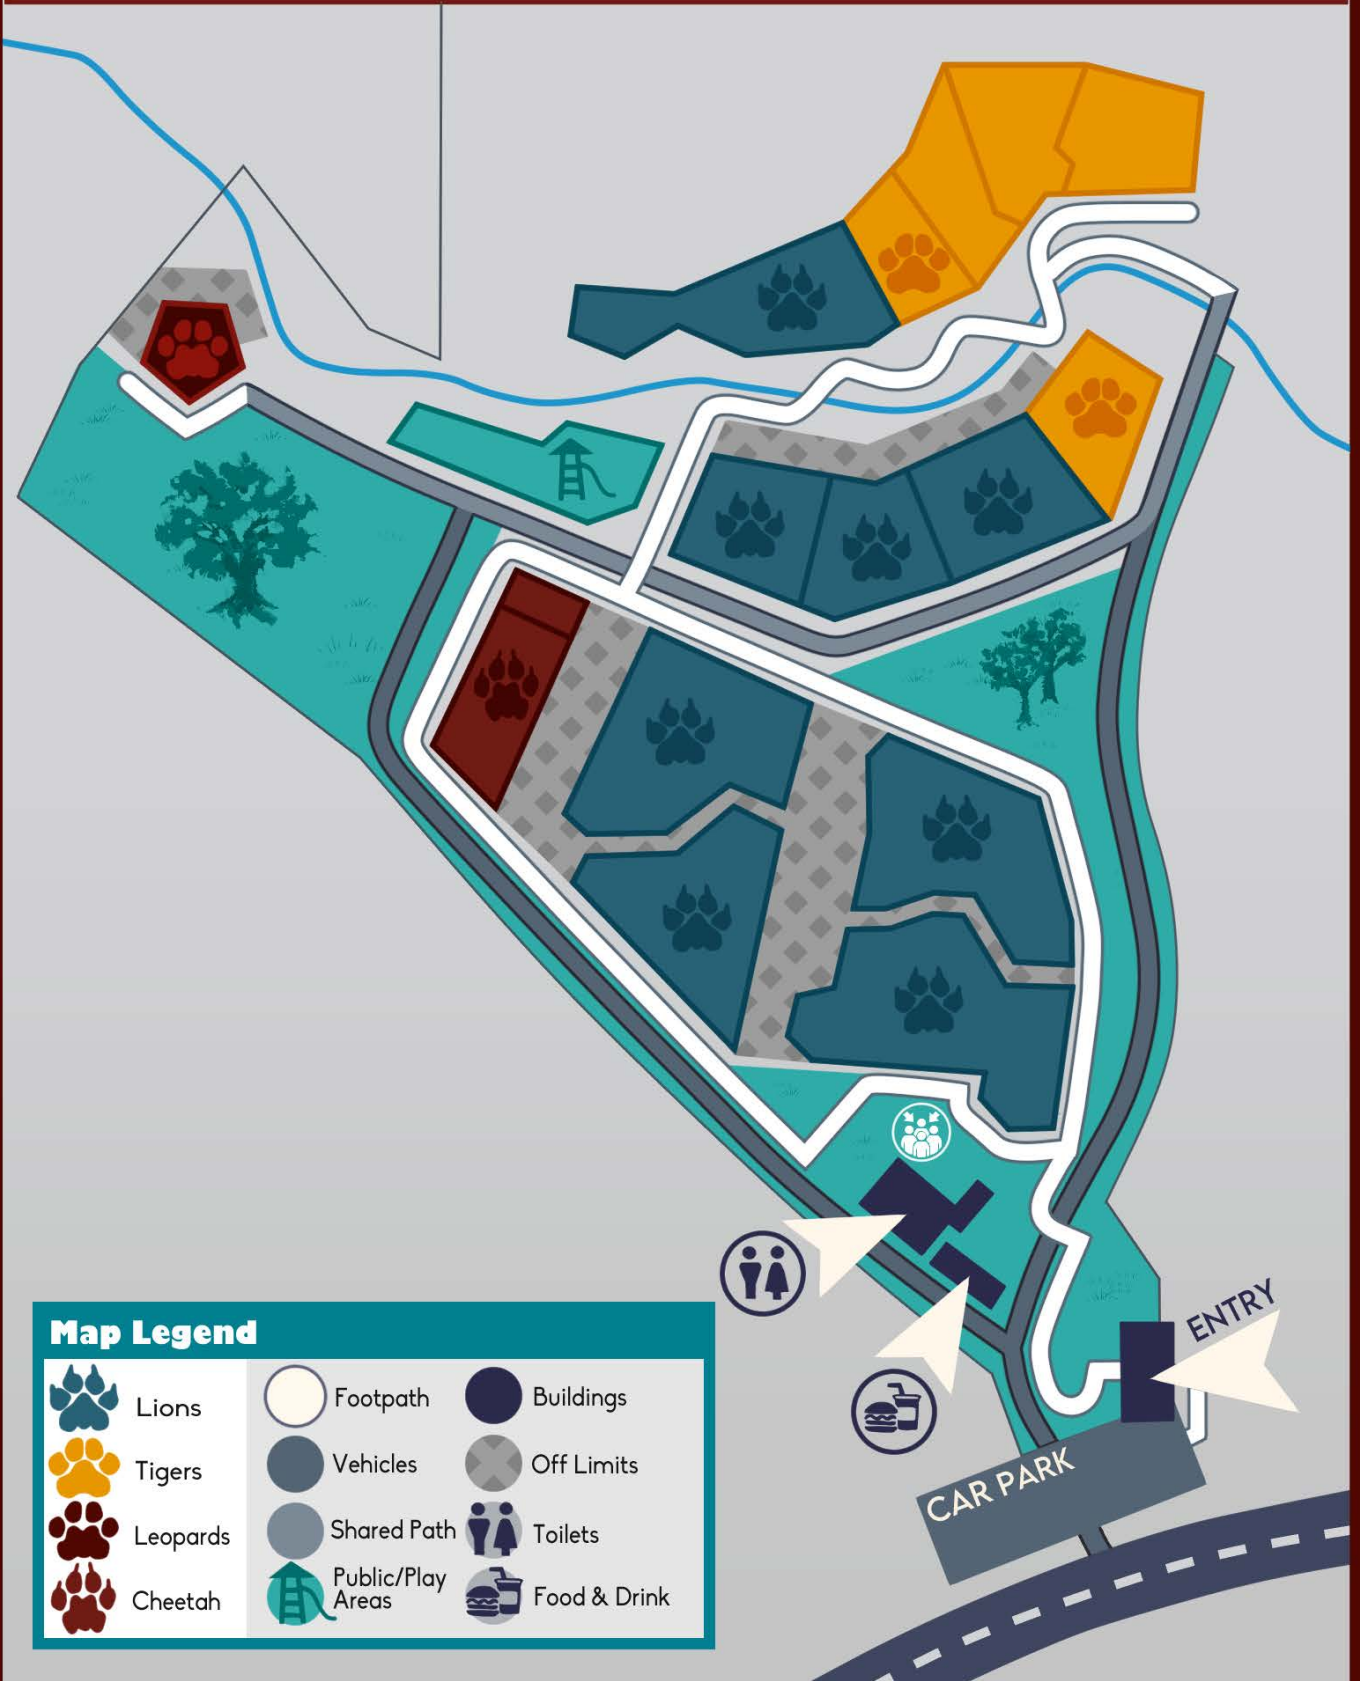 ENTRY
CAR PARK
Map Legend
Lions
Tigers
Leopards
Cheetah
Footpath
Vehicles
Shared Path
Public/Play
Areas
Buildings
Off Limits
Toilets
Food & Drink